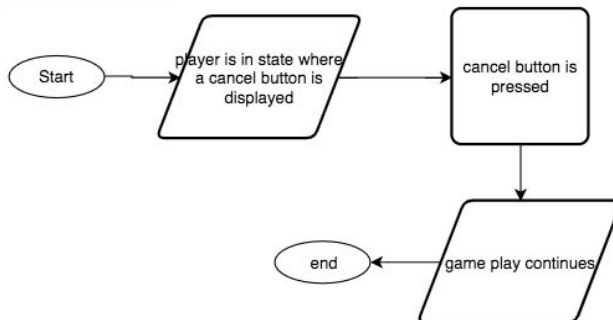 Start
player is in state where
a cancel button is
displayed
cancel button is
pressed
game play continues
end